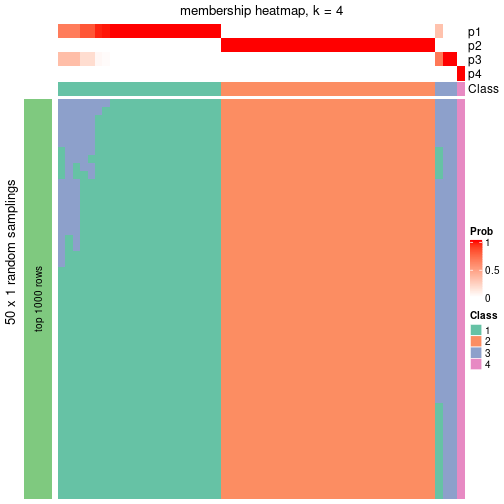 membership heatmap, k = 4
p1
p2
p3
p4
Class
50 x 1 random samplings
top 1000 rows
Prob
1
0.5
0
Class
1
2
3
4